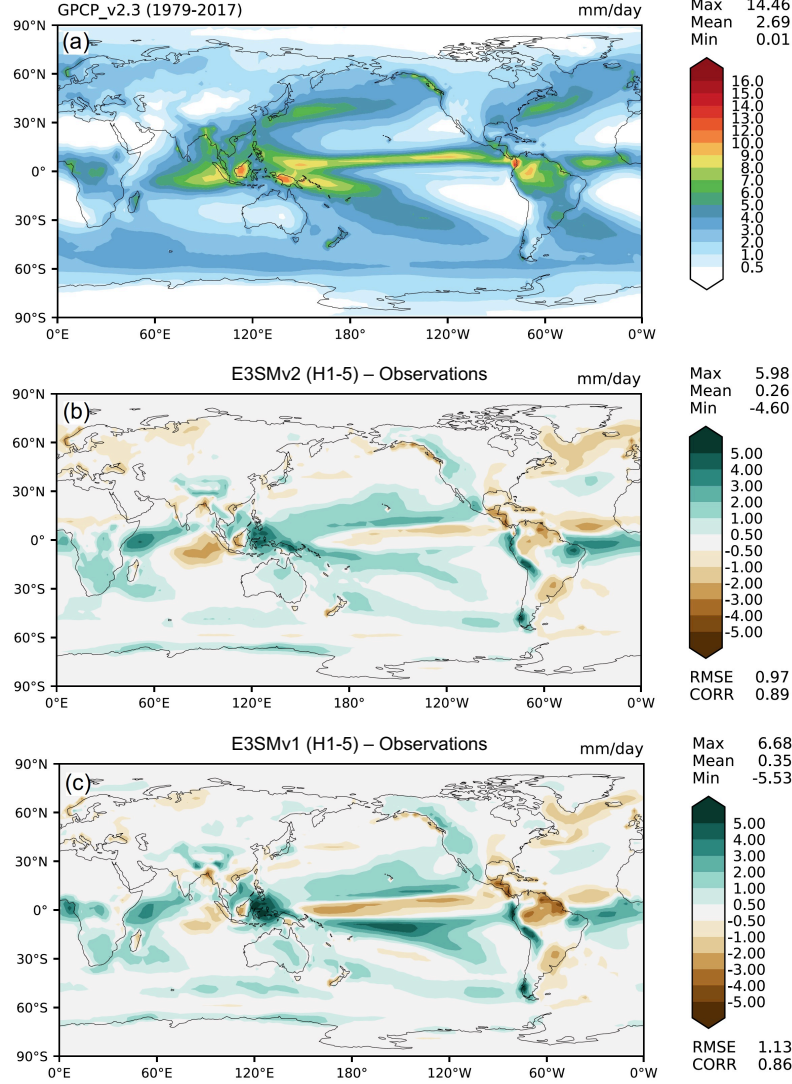 GPCP_v2.3 (1979-2017)
mm/day
Max 14.46
Mean 2.69
Min 0.01
(a)
90°N
60°N
30°N
0°
30°S
60°S
90°S
0°E
60°E
120°E
180°
120°W
60°W
0°W
16.0
15.0
14.0
13.0
12.0
10.0
9.0
8.0
7.0
6.0
5.0
4.0
3.0
2.0
1.0
0.5
E3SMv2 (H1-5) – Observations
mm/day
Max 5.98
Mean 0.26
Min -4.60
(b)
90°N
60°N
30°N
0°
30°S
60°S
90°S
0°E
60°E
120°E
180°
120°W
60°W
0°W
5.00
4.00
3.00
2.00
1.00
0.50
-0.50
-1.00
-2.00
-3.00
-4.00
-5.00
RMSE 0.97
CORR 0.89
E3SMv1 (H1-5) – Observations
mm/day
Max 6.68
Mean 0.35
Min -5.53
(c)
90°N
60°N
30°N
0°
30°S
60°S
90°S
0°E
60°E
120°E
180°
120°W
60°W
0°W
5.00
4.00
3.00
2.00
1.00
0.50
-0.50
-1.00
-2.00
-3.00
-4.00
-5.00
RMSE 1.13
CORR 0.86